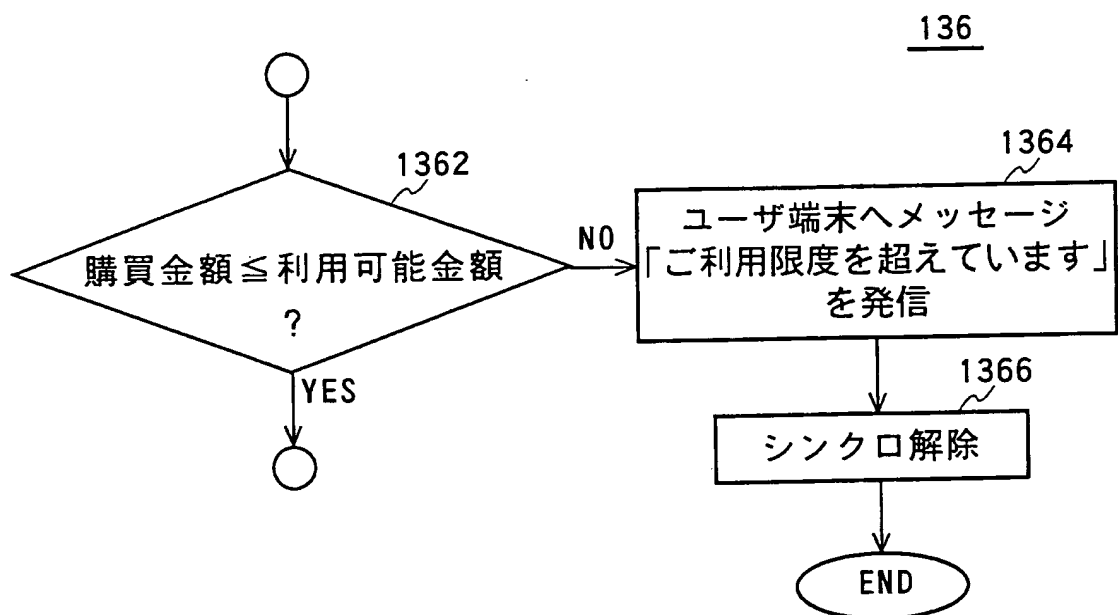 136
1362
購買金額≦利用可能金額
?
YES
NO
1364
ユーザ端末へメッセージ
「ご利用限度を超えています」
を発信
1366
シンクロ解除
END